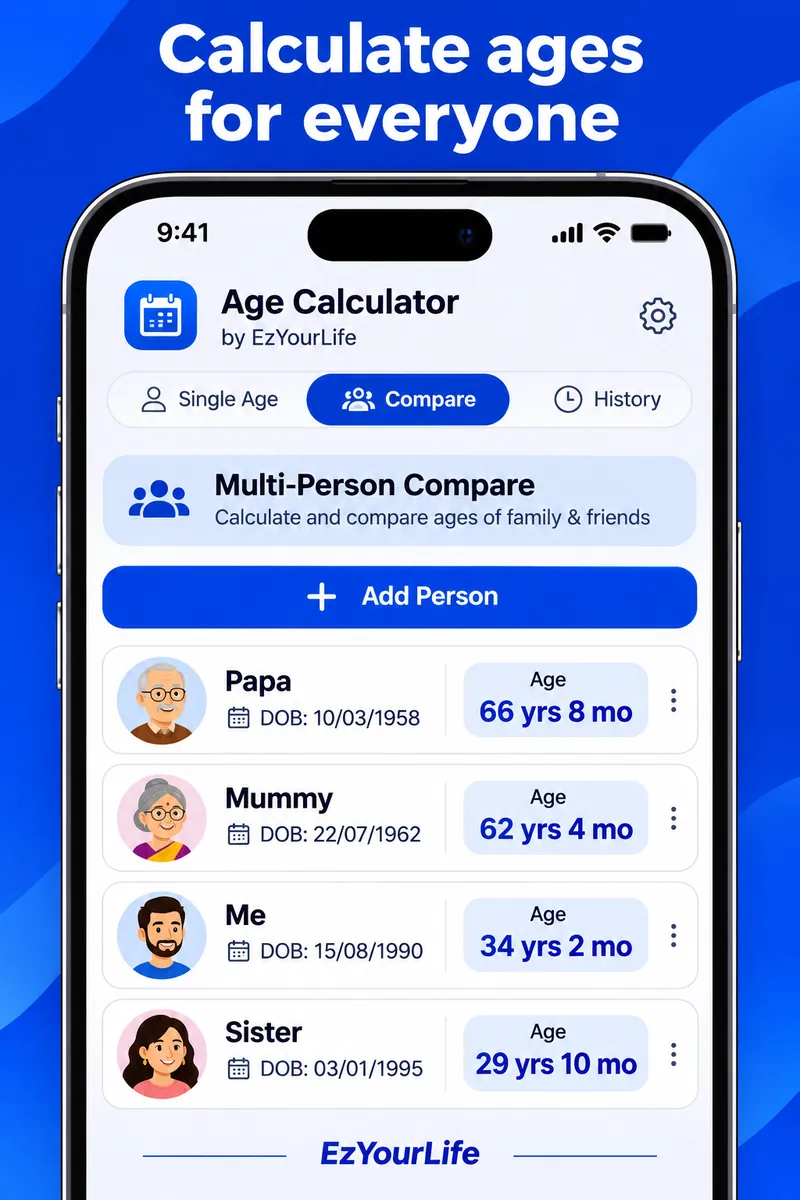 Calculate ages
for everyone
9:41
Age Calculator
by EzYourLife
Single Age
Compare
History
Multi-Person Compare
Calculate and compare ages of family & friends
+ Add Person
Papa
DOB: 10/03/1958
Age
66 yrs 8 mo
Mummy
DOB: 22/07/1962
Age
62 yrs 4 mo
Me
DOB: 15/08/1990
Age
34 yrs 2 mo
Sister
DOB: 03/01/1995
Age
29 yrs 10 mo
EzYourLife